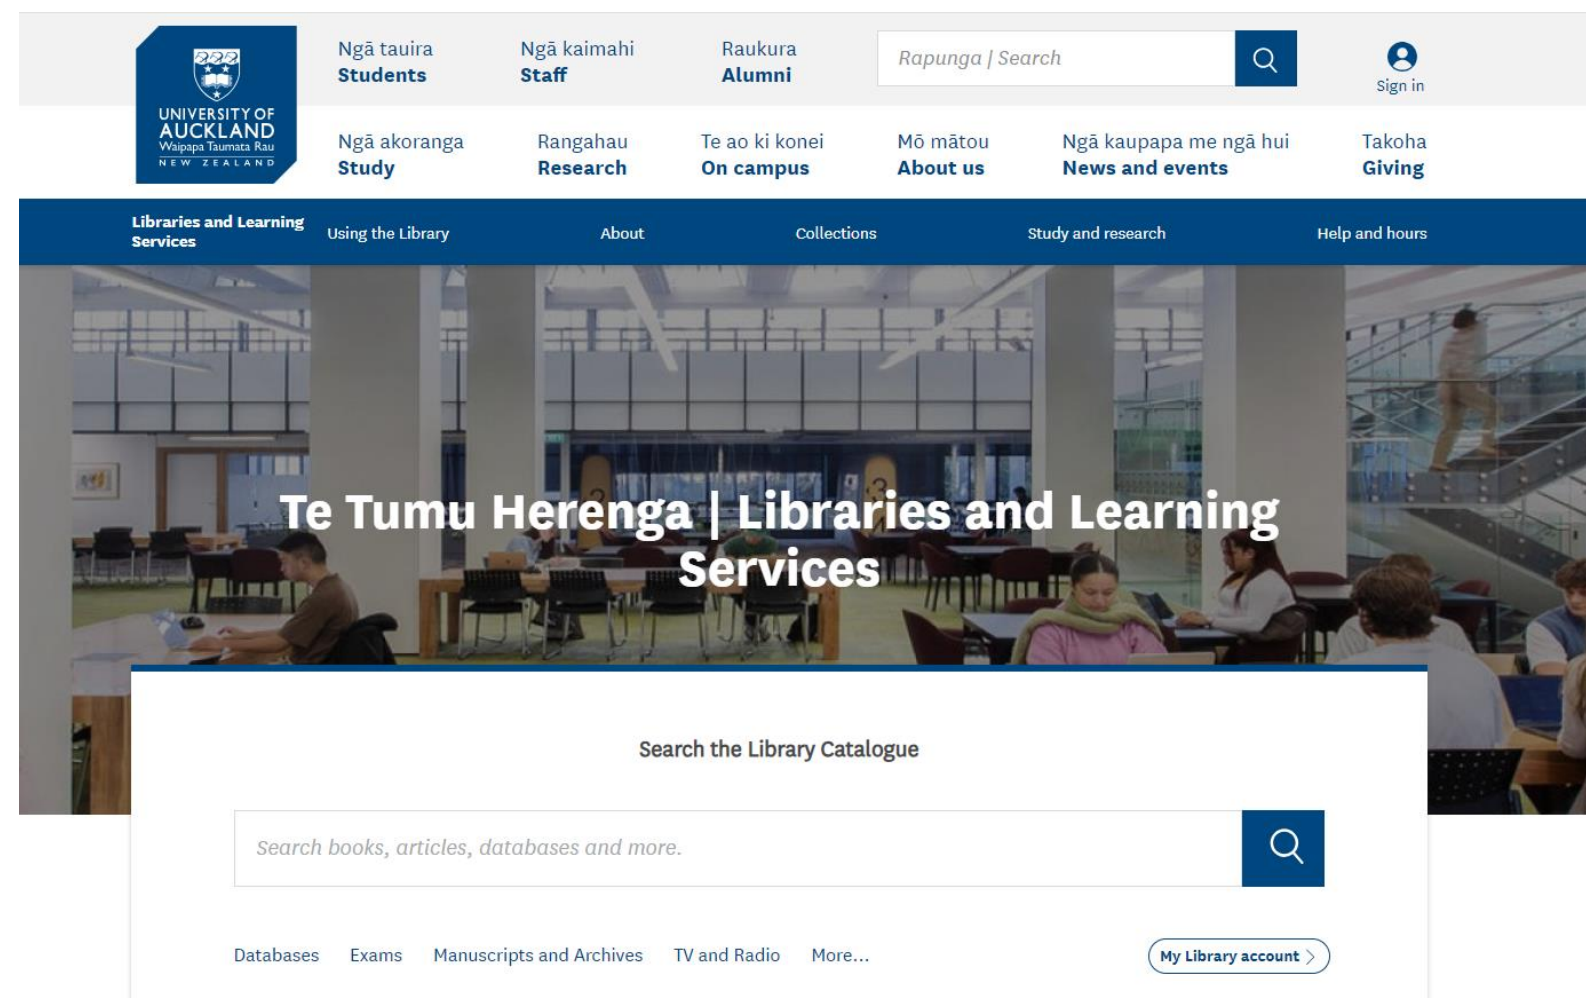 UNIVERSITY OF
AUCKLAND
Waipapa Taumata Rau
NEW ZEALAND
Ngā tauira
Students
Ngā kaimahi
Staff
Raukura
Alumni
Rapunga | Search
Sign in
Ngā akoranga
Study
Rangahau
Research
Te ao ki konei
On campus
Mō mātou
About us
Ngā kaupapa me ngā hui
News and events
Takoha
Giving
Libraries and Learning
Services
Using the Library
About
Collections
Study and research
Help and hours
Te Tumu Herenga | Libraries and Learning
Services
Search the Library Catalogue
Search books, articles, databases and more.
Databases
Exams
Manuscripts and Archives
TV and Radio
More...
My Library account